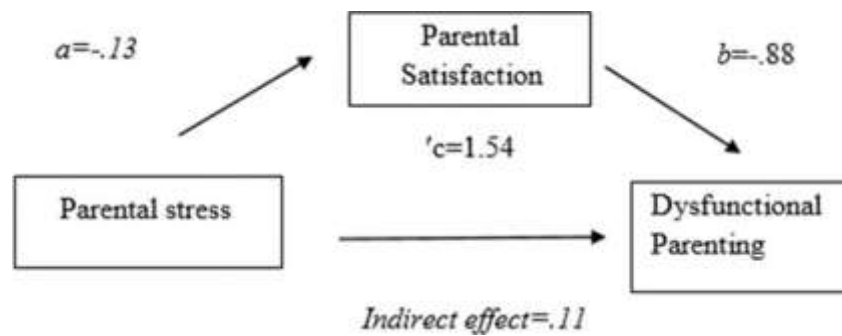 a=-.13
Parental
Satisfaction
b=-.88
'c=1.54
Parental stress
Dysfunctional
Parenting
Indirect effect=.11